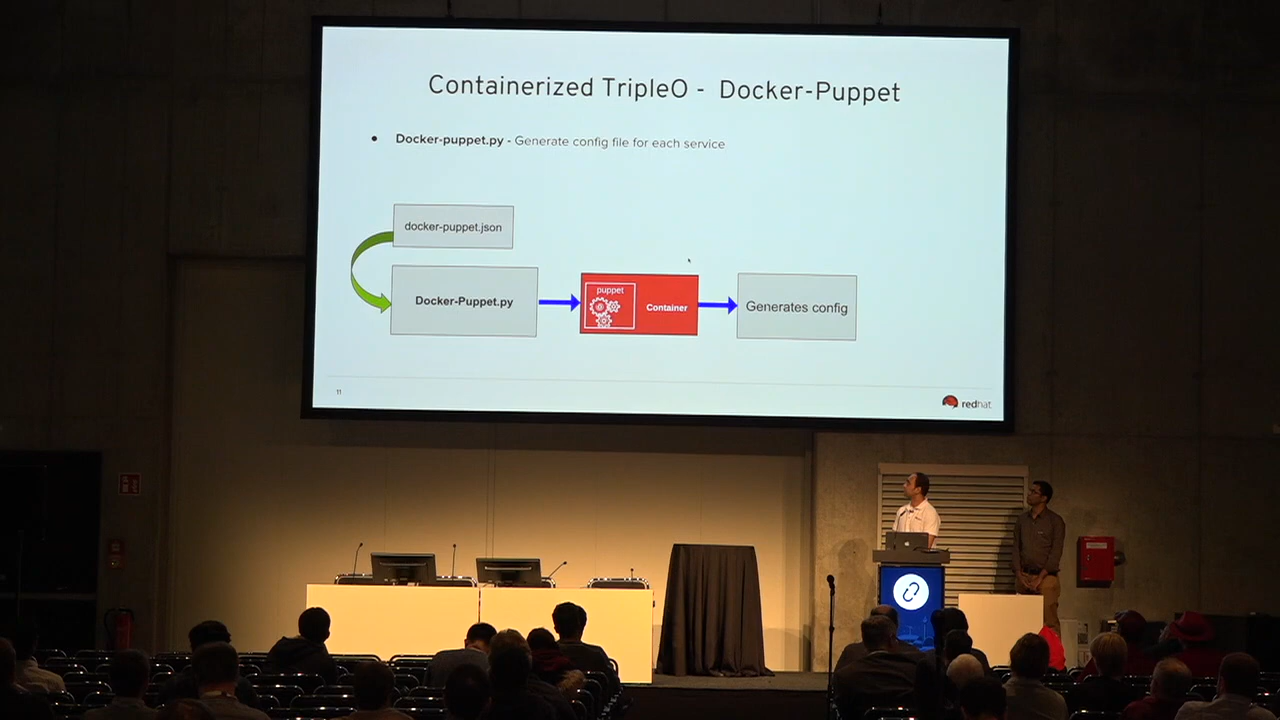 Containerized TripleO - Docker-Puppet
• Docker-puppet.py - Generate config file for each service
docker-puppet.json
Docker-Puppet.py
puppet
Container
Generates config
11
redhat